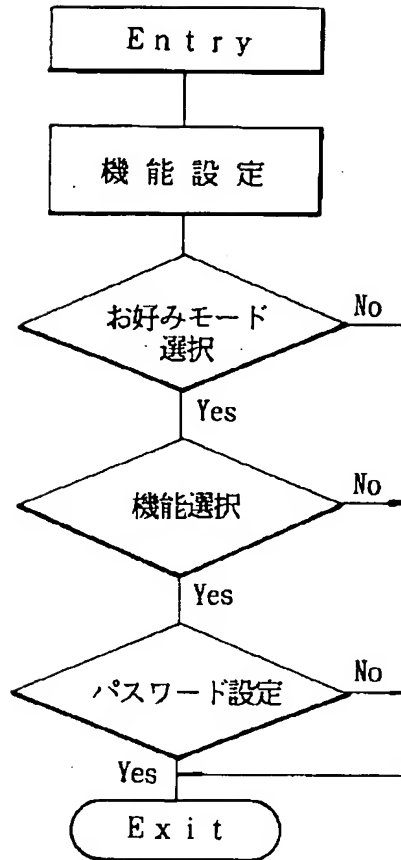 Entry
機能設定
お好みモード
選択
No
Yes
機能選択
No
Yes
パスワード設定
No
Yes
Exit